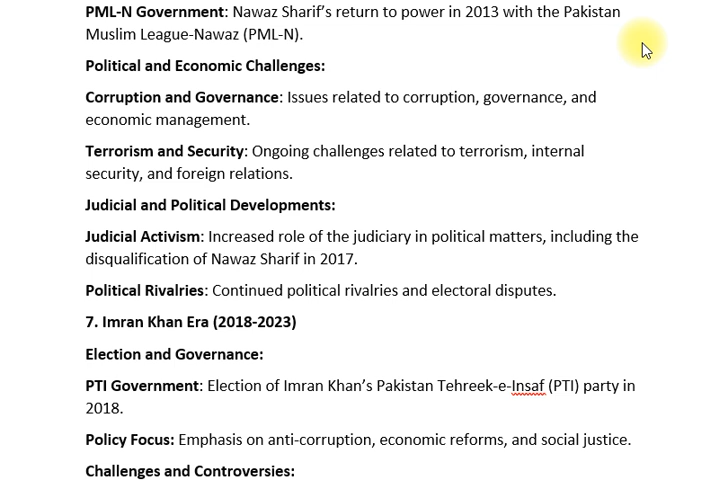 PML-N Government: Nawaz Sharif’s return to power in 2013 with the Pakistan
Muslim League-Nawaz (PML-N).
Political and Economic Challenges:
Corruption and Governance: Issues related to corruption, governance, and
economic management.
Terrorism and Security: Ongoing challenges related to terrorism, internal
security, and foreign relations.
Judicial and Political Developments:
Judicial Activism: Increased role of the judiciary in political matters, including the
disqualification of Nawaz Sharif in 2017.
Political Rivalries: Continued political rivalries and electoral disputes.
7. Imran Khan Era (2018-2023)
Election and Governance:
PTI Government: Election of Imran Khan’s Pakistan Tehreek-e-Insaf (PTI) party in
2018.
Policy Focus: Emphasis on anti-corruption, economic reforms, and social justice.
Challenges and Controversies: